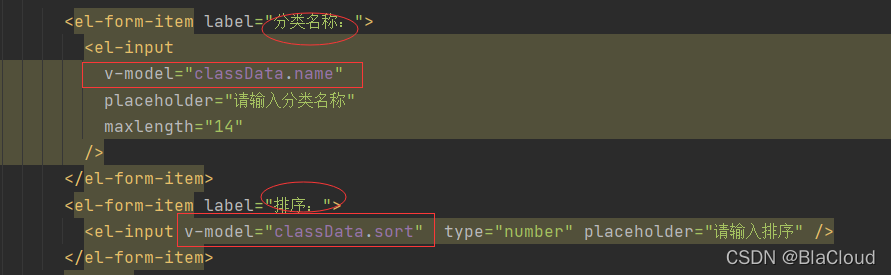 <el-form-item label="分类名称：">
<el-input
v-model="classData.name"
placeholder="请输入分类名称"
maxlength="14"
/>
</el-form-item>
<el-form-item label="排序：">
<el-input v-model="classData.sort" type="number" placeholder="请输入排序" />
</el-form-item>
CSDN @BlaCloud